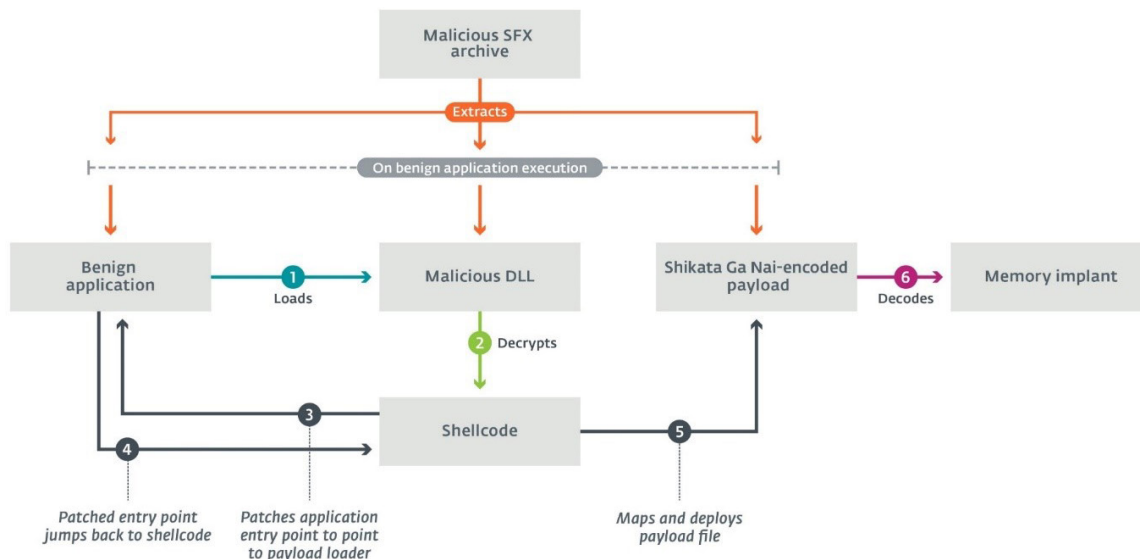 Malicious SFX
archive
Extracts
On benign application execution
Benign
application
1
Loads
Malicious DLL
Shikata Ga Nai-encoded
payload
6
Decodes
Memory implant
2 Decrypts
3
Shellcode
4
5
Patched entry point
jumps back to shellcode
Patches application
entry point to point
to payload loader
Maps and deploys
payload file